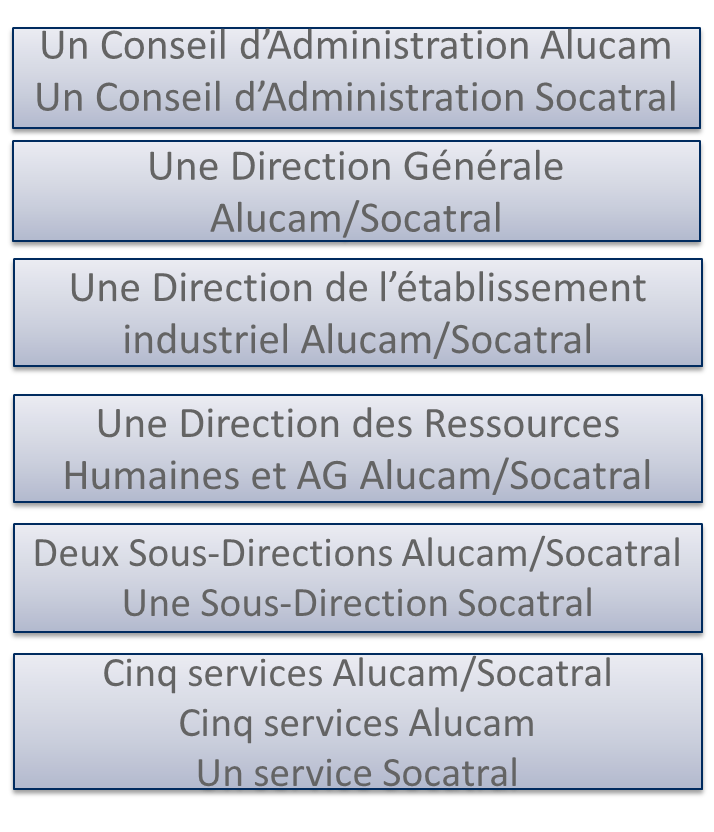 Un Conseil d’Administration Alucam
Un Conseil d’Administration Socatral
Une Direction Générale
Alucam/Socatral
Une Direction de l’établissement
industriel Alucam/Socatral
Une Direction des Ressources
Humaines et AG Alucam/Socatral
Deux Sous-Directions Alucam/Socatral
Une Sous-Direction Socatral
Cinq services Alucam/Socatral
Cinq services Alucam
Un service Socatral